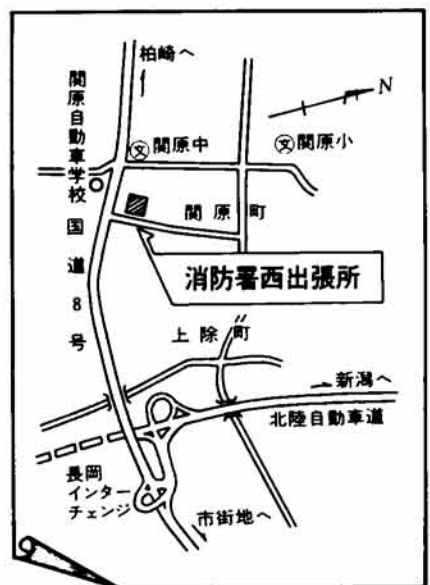 柏崎へ
N
関原自動車学校
㊛関原中
㊛関原小
関原町
国道8号
消防署西出張所
上除町
新潟へ
北陸自動車道
長岡
インター
チェンジ
市街地へ